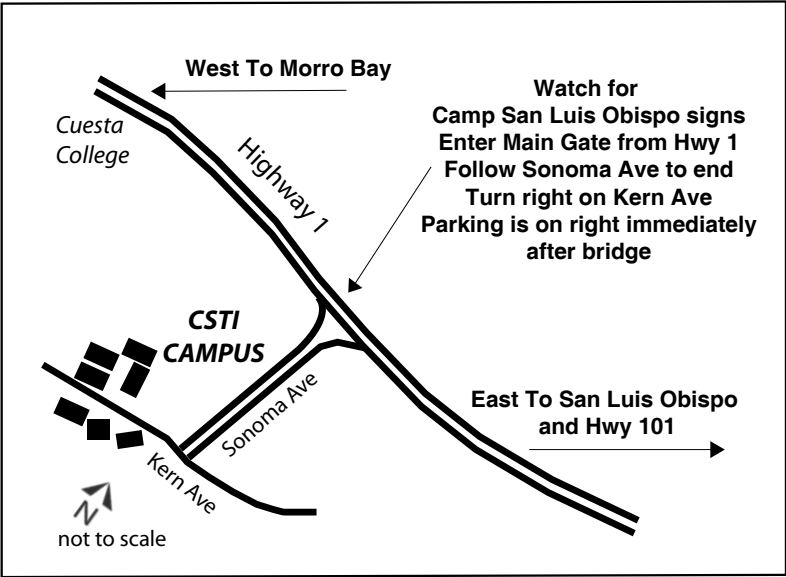 West To Morro Bay
Cuesta
College
Highway 1
Watch for
Camp San Luis Obispo signs
Enter Main Gate from Hwy 1
Follow Sonoma Ave to end
Turn right on Kern Ave
Parking is on right immediately
after bridge
CSTI
CAMPUS
Sonoma Ave
East To San Luis Obispo
and Hwy 101
Kern Ave
N
not to scale